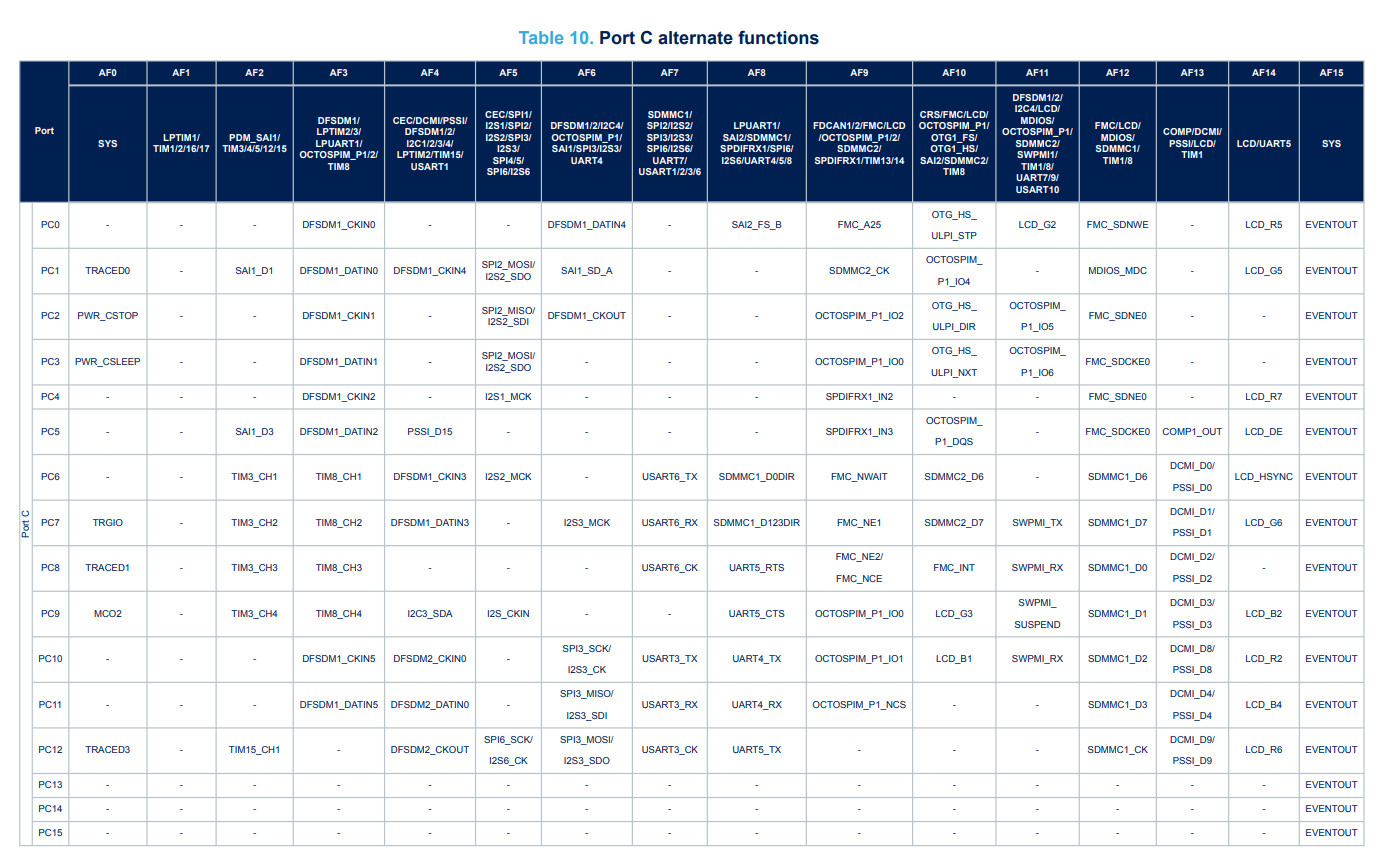 Table 10. Port C alternate functions
Port AF0 AF1 AF2 AF3 AF4 AF5 AF6 AF7 AF8 AF9 AF10 AF11 AF12 AF13 AF14 AF15
SYS
LPTIM1/
TIM1/2/16/17
PDM_SAI1/
TIM3/4/5/12/15
DFSDM1/
LPTIM2/3/
LPUART1/
OCTOSPIM_P1/2/
TIM8
CEC/DCMI/PSSI/
DFSDM1/2/
I2C1/2/3/4/
LPTIM2/TIM15/
USART1
CEC/SPI1/
I2S1/SPI2/
I2S2/SPI3/
I2S3/
SPI4/5/
SPI6/I2S6
DFSDM1/2/I2C4/
OCTOSPIM_P1/
SAI1/SPI3/I2S3/
UART4
SDMMC1/
SPI2/I2S2/
SPI3/I2S3/
SPI6/I2S6/
UART7/
USART1/2/3/6
LPUART1/
SAI2/SDMMC1/
SPDIFRX1/SPI6/
I2S6/UART4/5/8
FDCAN1/2/FMC/LCD
/OCTOSPIM_P1/2/
SDMMC2/
SPDIFRX1/TIM13/14
CRS/FMC/LCD/
OCTOSPIM_P1/
OTG1_FS/
OTG1_HS/
SAI2/SDMMC2/
TIM8
DFSDM1/2/
I2C4/LCD/
MDIOS/
OCTOSPIM_P1/
SDMMC2/
SWPMI1/
TIM1/8/
UART7/9/
USART10
FMC/LCD/
MDIOS/
SDMMC1/
TIM1/8
COMP/DCMI/
PSSI/LCD/
TIM1
LCD/UART5
SYS
Port C
PC0 - - - DFSDM1_CKIN0 - - DFSDM1_DATIN4 - SAI2_FS_B FMC_A25 OTG_HS_ ULPI_STP LCD_G2 FMC_SDNWE - LCD_R5 EVENTOUT
PC1 TRACED0 - SAI1_D1 DFSDM1_DATIN0 DFSDM1_CKIN4 SPI2_MOSI/ I2S2_SDO SAI1_SD_A - - SDMMC2_CK OCTOSPIM_ P1_IO4 - MDIOS_MDC - LCD_G5 EVENTOUT
PC2 PWR_CSTOP - - DFSDM1_CKIN1 - SPI2_MISO/ I2S2_SDI DFSDM1_CKOUT - - OCTOSPIM_P1_IO2 OTG_HS_ ULPI_DIR OCTOSPIM_ P1_IO5 FMC_SDNE0 - - EVENTOUT
PC3 PWR_CSLEEP - - DFSDM1_DATIN1 - SPI2_MOSI/ I2S2_SDO - - - OCTOSPIM_P1_IO0 OTG_HS_ ULPI_NXT OCTOSPIM_ P1_IO6 FMC_SDCKE0 - - EVENTOUT
PC4 - - - DFSDM1_CKIN2 - I2S1_MCK - - - SPDIFRX1_IN2 - - FMC_SDNE0 - LCD_R7 EVENTOUT
PC5 - - SAI1_D3 DFSDM1_DATIN2 PSSI_D15 - - - - SPDIFRX1_IN3 OCTOSPIM_ P1_DQS - FMC_SDCKE0 COMP1_OUT LCD_DE EVENTOUT
PC6 - - TIM3_CH1 TIM8_CH1 DFSDM1_CKIN3 I2S2_MCK - USART6_TX SDMMC1_D0DIR FMC_NWAIT SDMMC2_D6 - SDMMC1_D6 DCMI_D0/ PSSI_D0 LCD_HSYNC EVENTOUT
PC7 TRGIO - TIM3_CH2 TIM8_CH2 DFSDM1_DATIN3 - I2S3_MCK USART6_RX SDMMC1_D123DIR FMC_NE1 SDMMC2_D7 SWPMI_TX SDMMC1_D7 DCMI_D1/ PSSI_D1 LCD_G6 EVENTOUT
PC8 TRACED1 - TIM3_CH3 TIM8_CH3 - - - USART6_CK UART5_RTS FMC_NE2/ FMC_NCE FMC_INT SWPMI_RX SDMMC1_D0 DCMI_D2/ PSSI_D2 - EVENTOUT
PC9 MCO2 - TIM3_CH4 TIM8_CH4 I2C3_SDA I2S_CKIN - - UART5_CTS OCTOSPIM_P1_IO0 LCD_G3 SWPMI_ SUSPEND SDMMC1_D1 DCMI_D3/ PSSI_D3 LCD_B2 EVENTOUT
PC10 - - - DFSDM1_CKIN5 DFSDM2_CKIN0 - SPI3_SCK/ I2S3_CK USART3_TX UART4_TX OCTOSPIM_P1_IO1 LCD_B1 SWPMI_RX SDMMC1_D2 DCMI_D8/ PSSI_D8 LCD_R2 EVENTOUT
PC11 - - - DFSDM1_DATIN5 DFSDM2_DATIN0 - SPI3_MISO/ I2S3_SDI USART3_RX UART4_RX OCTOSPIM_P1_NCS - - SDMMC1_D3 DCMI_D4/ PSSI_D4 LCD_B4 EVENTOUT
PC12 TRACED3 - TIM15_CH1 - DFSDM2_CKOUT SPI6_SCK/ I2S6_CK SPI3_MOSI/ I2S3_SDO USART3_CK UART5_TX - - - SDMMC1_CK DCMI_D9/ PSSI_D9 LCD_R6 EVENTOUT
PC13 - - - - - - - - - - - - - - - EVENTOUT
PC14 - - - - - - - - - - - - - - - EVENTOUT
PC15 - - - - - - - - - - - - - - - EVENTOUT